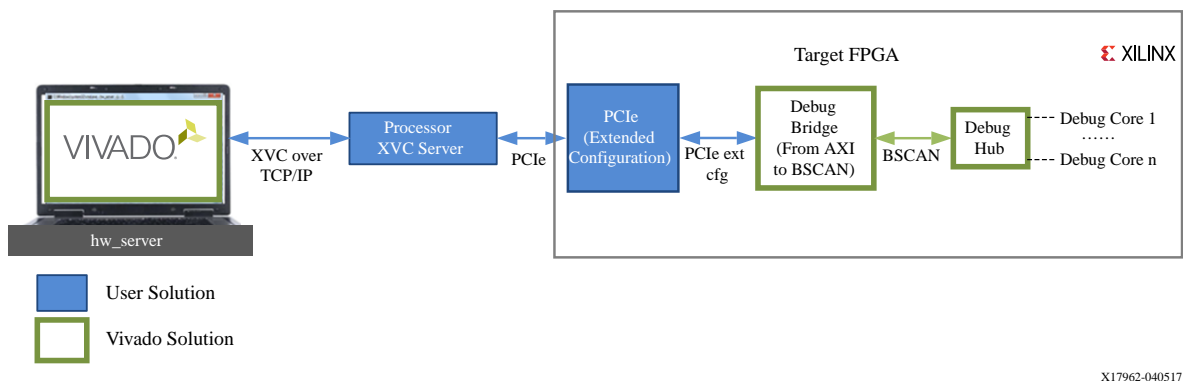 Target FPGA
XILINX
VIVADO
XVC over
TCP/IP
Processor
XVC Server
PCIe
PCIe
(Extended
Configuration)
PCIe ext
cfg
Debug
Bridge
(From AXI
to BSCAN)
BSCAN
Debug
Hub
Debug Core 1
......
Debug Core n
hw_server
User Solution
Vivado Solution
X17962-040517